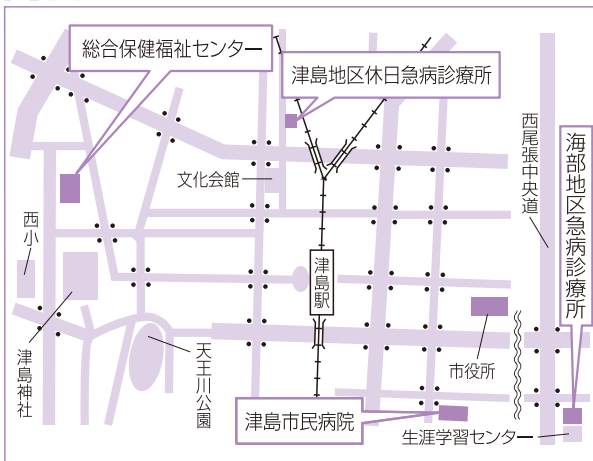 総合保健福祉センター
津島地区休日急病診療所
西尾張中央道
海部地区急病診療所
文化会館
西小
津島駅
市役所
津島神社
天王川公園
津島市民病院
生涯学習センター